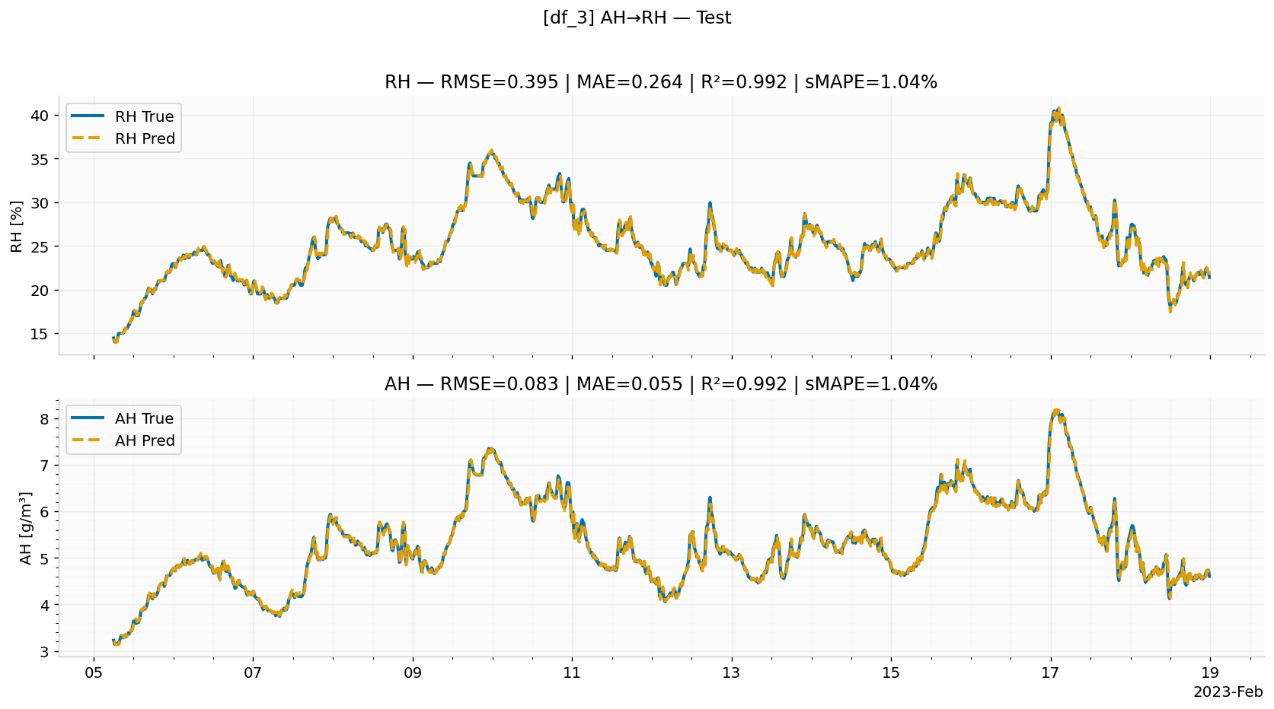 [df_3] AH→RH — Test
RH — RMSE=0.395 | MAE=0.264 | R²=0.992 | sMAPE=1.04%
RH True
RH Pred
RH [%]
40
35
30
25
20
15
AH — RMSE=0.083 | MAE=0.055 | R²=0.992 | sMAPE=1.04%
AH True
AH Pred
AH [g/m³]
8
7
6
5
4
3
05 07 09 11 13 15 17 19
2023-Feb